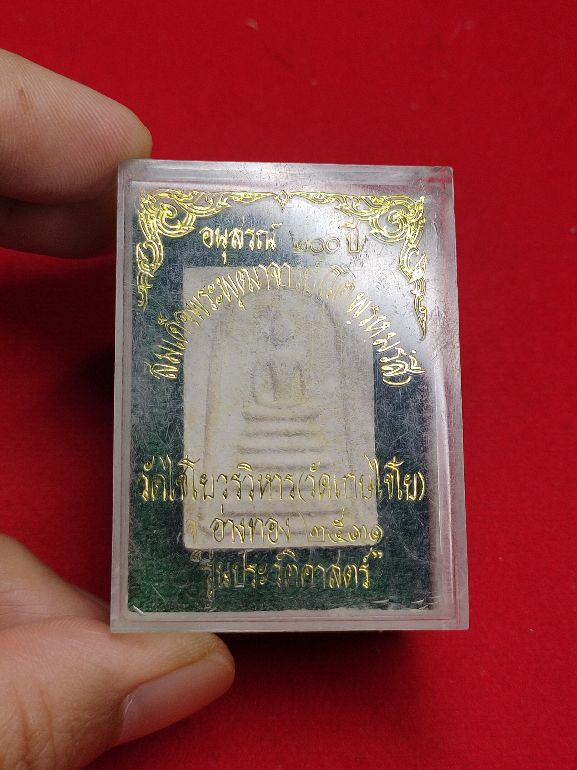 อนุสรณ์ ๒๐๐ ปี
สมเด็จพระพุฒาจารย์(โต พรหมรังสี)
วัดไชโยวรวิหาร(วัดเกษไชโย)
จ.อ่างทอง ๒๕๓๑
"รุ่นประวัติศาสตร์"